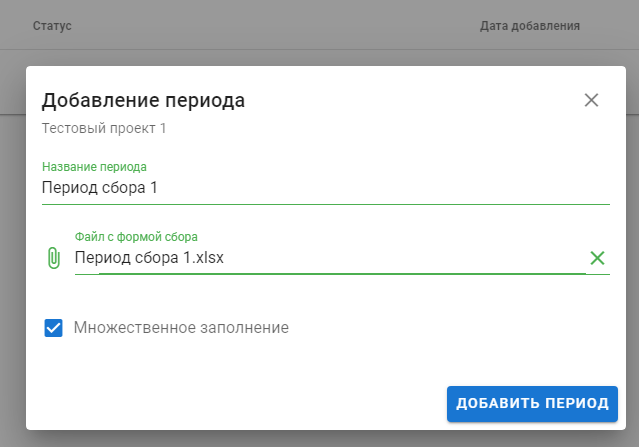 Статус Дата добавления
Добавление периода
Тестовый проект 1
Название периода
Период сбора 1
Файл с формой сбора
Период сбора 1.xlsx
Множественное заполнение
ДОБАВИТЬ ПЕРИОД